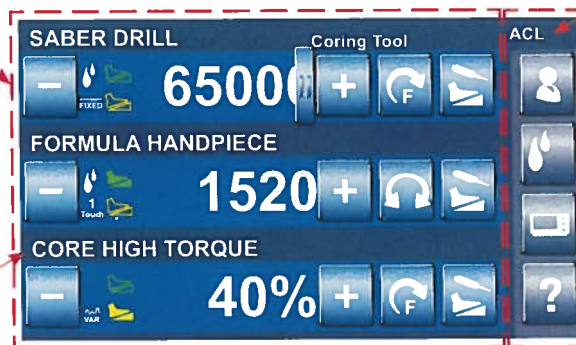 SABER DRILL
Coring Tool
ACL
−
FIXED
65000
+
F
FORMULA HANDPIECE
−
1
Touch
1520
+
CORE HIGH TORQUE
−
VAR
40%
+
F
?